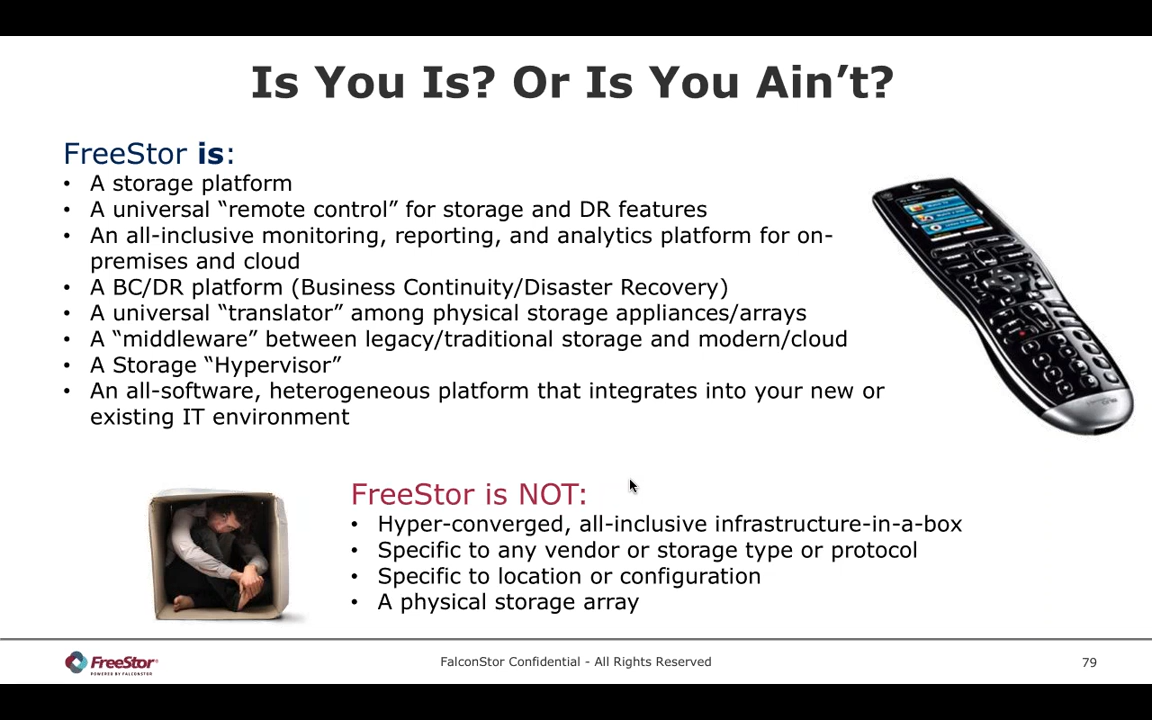 Is You Is? Or Is You Ain’t?
FreeStor is:
• A storage platform
• A universal “remote control” for storage and DR features
• An all-inclusive monitoring, reporting, and analytics platform for on-
premises and cloud
• A BC/DR platform (Business Continuity/Disaster Recovery)
• A universal “translator” among physical storage appliances/arrays
• A “middleware” between legacy/traditional storage and modern/cloud
• A Storage “Hypervisor”
• An all-software, heterogeneous platform that integrates into your new or
existing IT environment
FreeStor is NOT:
• Hyper-converged, all-inclusive infrastructure-in-a-box
• Specific to any vendor or storage type or protocol
• Specific to location or configuration
• A physical storage array
FreeStor®
POWERED BY FALCONSTOR
FalconStor Confidential - All Rights Reserved
79